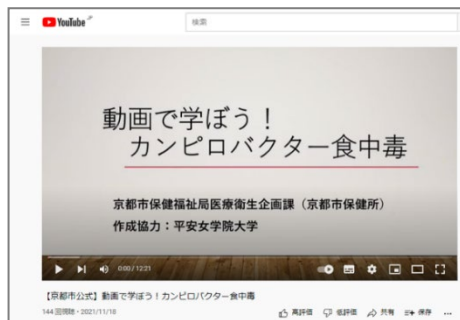 YouTube JP
検索
動画で学ぼう！
カンピロバクター食中毒
京都市保健福祉局医療衛生企画課（京都市保健所）
作成協力：平安女学院大学
0:00 / 12:21
【京都市公式】動画で学ぼう！カンピロバクター食中毒
144 回視聴・2021/11/18
高評価 低評価 共有 保存